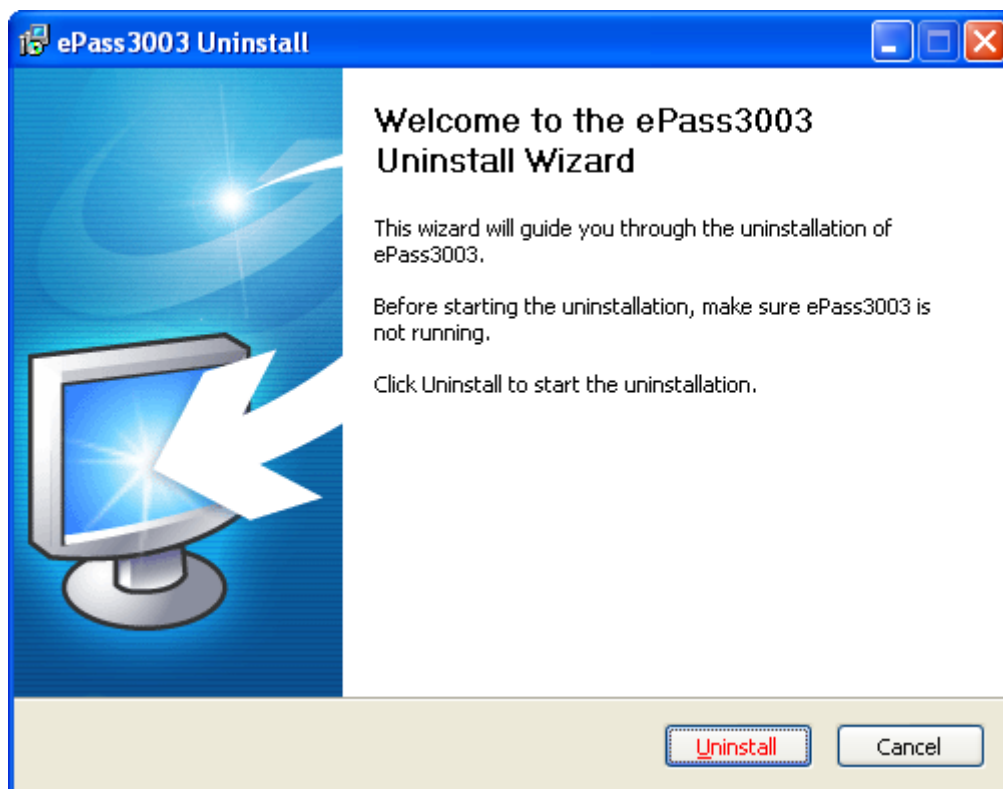 ePass3003 Uninstall
Welcome to the ePass3003
Uninstall Wizard
This wizard will guide you through the uninstallation of
ePass3003.
Before starting the uninstallation, make sure ePass3003 is
not running.
Click Uninstall to start the uninstallation.
Uninstall
Cancel